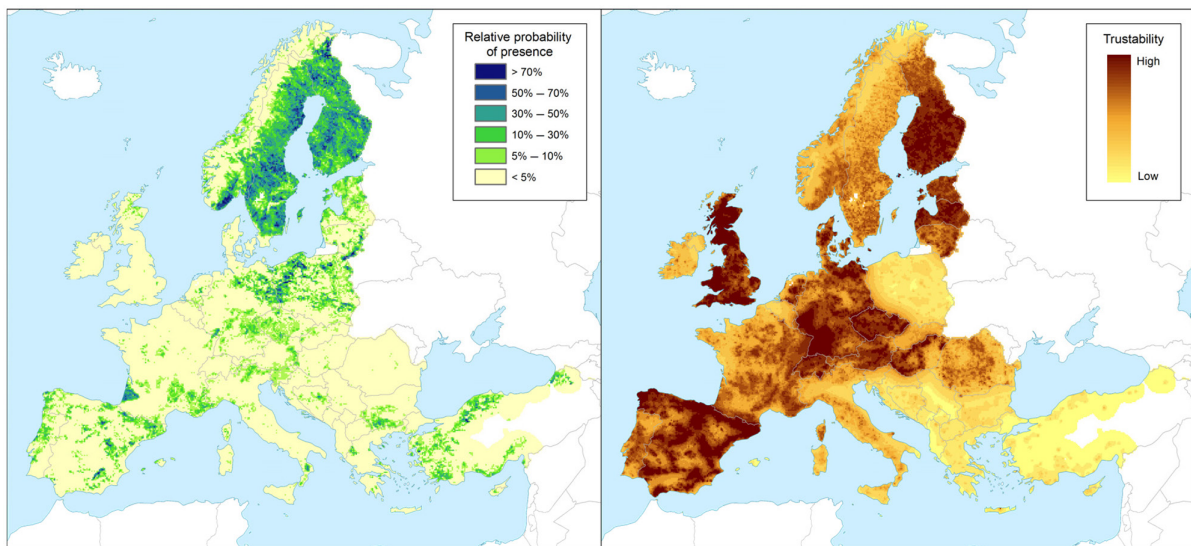 Relative probability
of presence
> 70%
50% – 70%
30% – 50%
10% – 30%
5% – 10%
< 5%
Trustability
High
Low